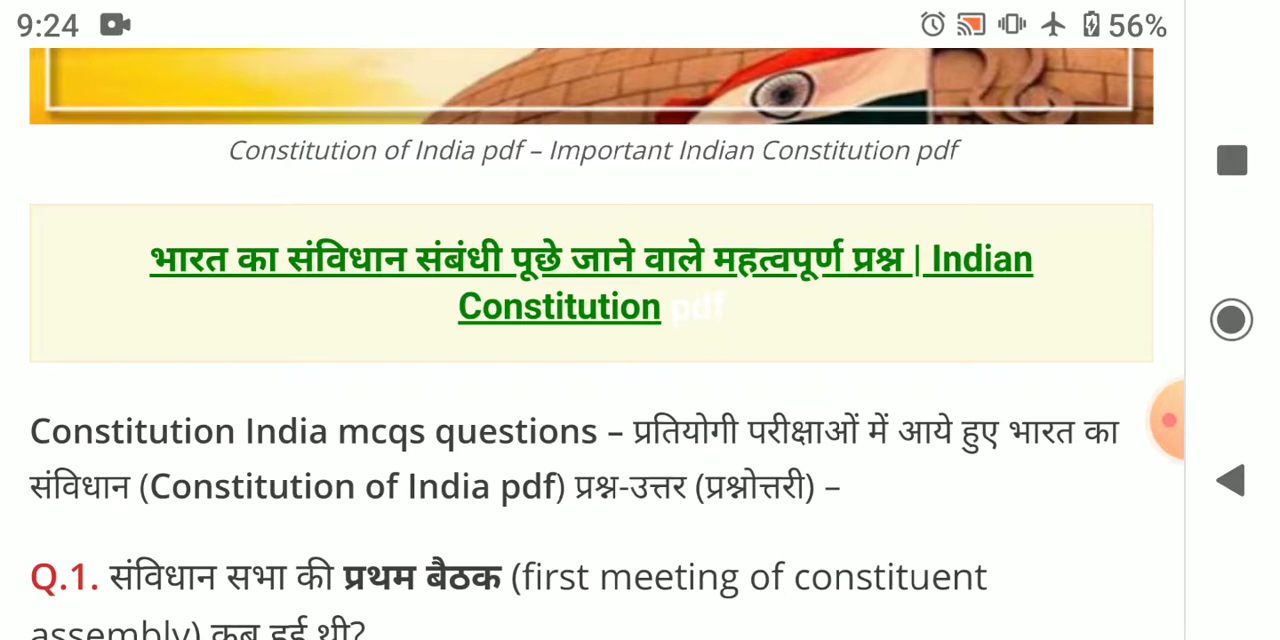 9:24
56%
Constitution of India pdf – Important Indian Constitution pdf
भारत का संविधान संबंधी पूछे जाने वाले महत्वपूर्ण प्रश्न | Indian
Constitution pdf
Constitution India mcqs questions – प्रतियोगी परीक्षाओं में आये हुए भारत का
संविधान (Constitution of India pdf) प्रश्न-उत्तर (प्रश्नोत्तरी) –
Q.1. संविधान सभा की प्रथम बैठक (first meeting of constituent
assembly) कब हुई थी?